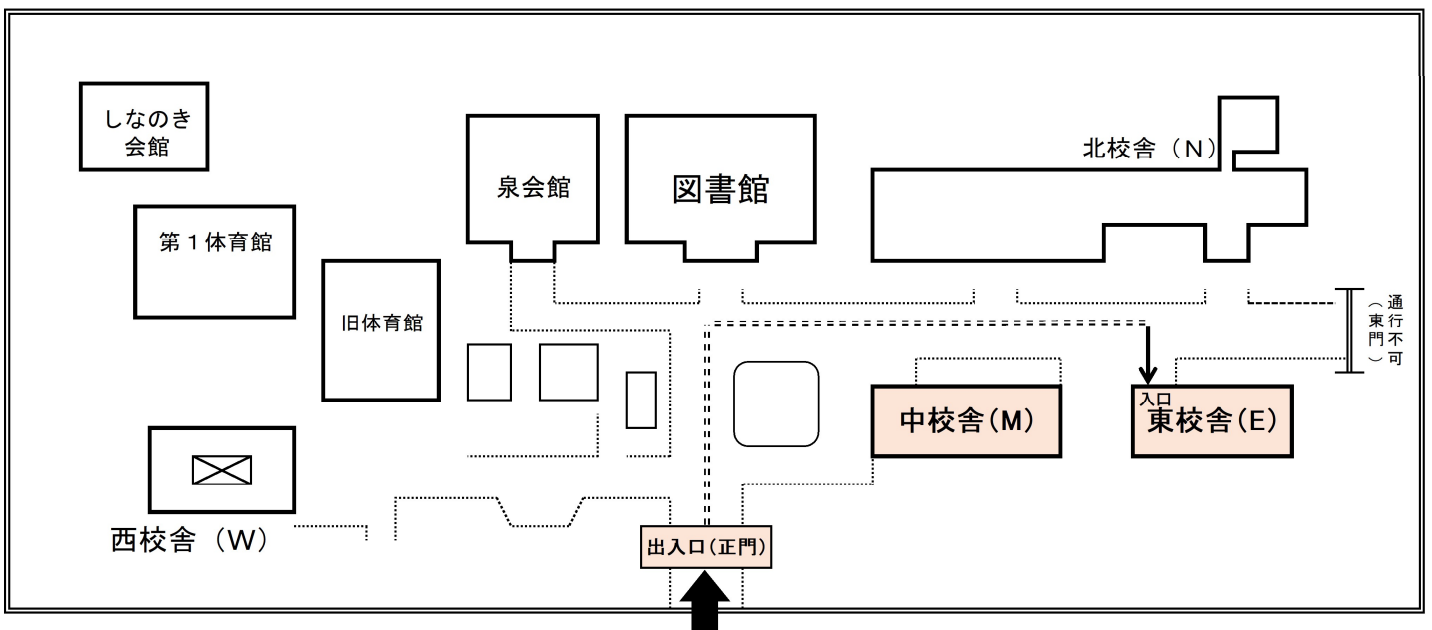 しなのき
会館
北校舎（Ｎ）
泉会館
図書館
第１体育館
旧体育館
通行不可
（東門）
入口
中校舎(M)
東校舎(E)
西校舎（W）
出入口(正門)